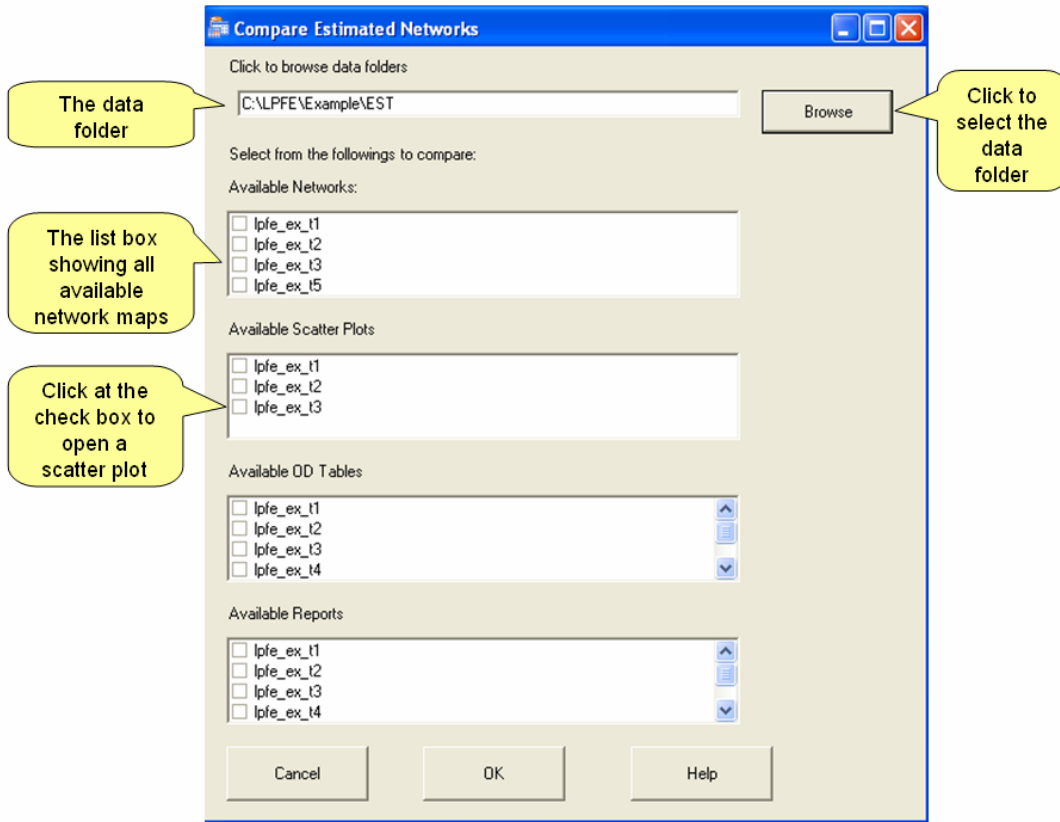 Compare Estimated Networks
Click to browse data folders
The data
folder
C:\LPFE\Example\EST
Browse
Click to
select the
data
folder
Select from the followings to compare:
Available Networks:
The list box
showing all
available
network maps
lpfe_ex_t1
lpfe_ex_t2
lpfe_ex_t3
lpfe_ex_t5
Available Scatter Plots
Click at the
check box to
open a
scatter plot
lpfe_ex_t1
lpfe_ex_t2
lpfe_ex_t3
Available OD Tables
lpfe_ex_t1
lpfe_ex_t2
lpfe_ex_t3
lpfe_ex_t4
Available Reports
lpfe_ex_t1
lpfe_ex_t2
lpfe_ex_t3
lpfe_ex_t4
Cancel
OK
Help